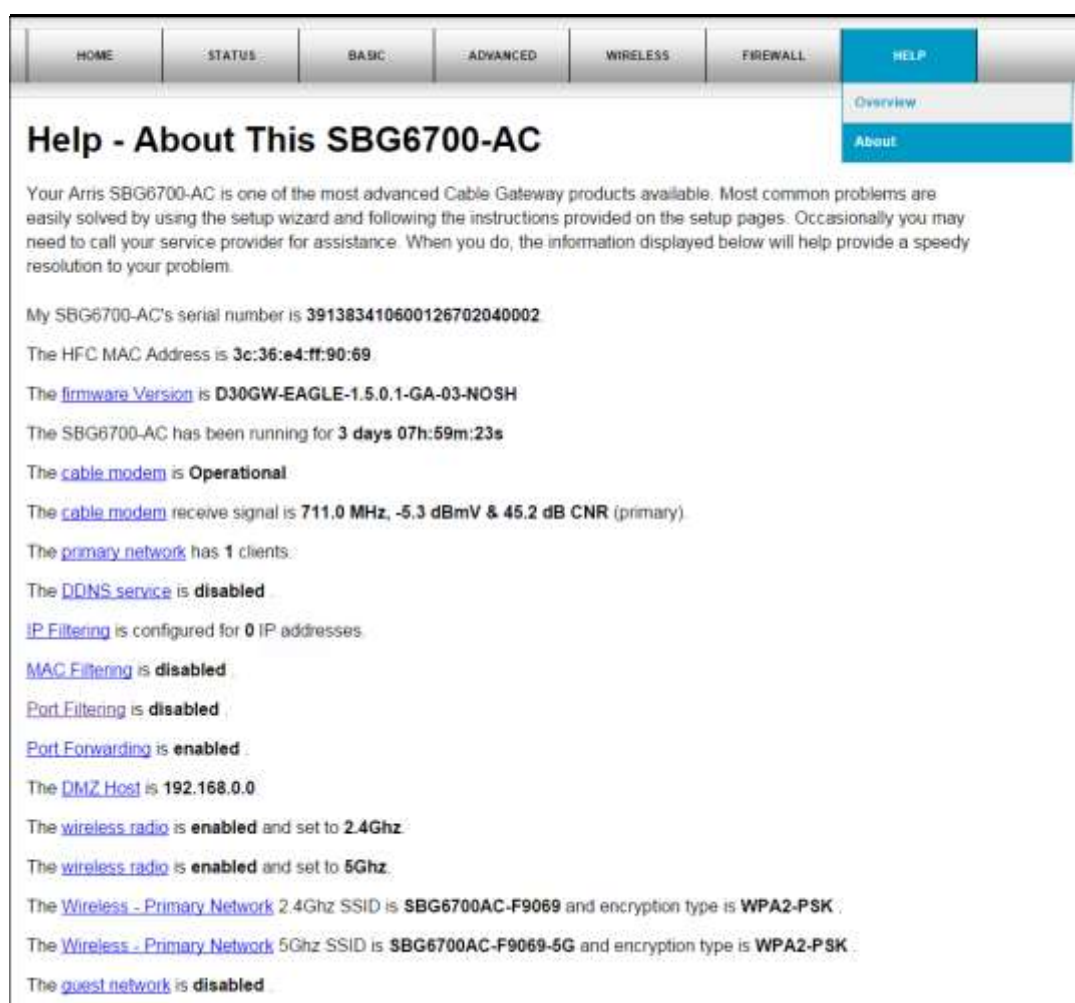 HOME STATUS BASIC ADVANCED WIRELESS FIREWALL HELP
Overview
About
Help - About This SBG6700-AC
Your Arris SBG6700-AC is one of the most advanced Cable Gateway products available. Most common problems are
easily solved by using the setup wizard and following the instructions provided on the setup pages. Occasionally you may
need to call your service provider for assistance. When you do, the information displayed below will help provide a speedy
resolution to your problem.
My SBG6700-AC's serial number is 391383410600126702040002.
The HFC MAC Address is 3c:36:e4:ff:90:69.
The firmware Version is D30GW-EAGLE-1.5.0.1-GA-03-NOSH
The SBG6700-AC has been running for 3 days 07h:59m:23s
The cable modem is Operational
The cable modem receive signal is 711.0 MHz, -5.3 dBmV & 45.2 dB CNR (primary).
The primary network has 1 clients.
The DDNS service is disabled .
IP Filtering is configured for 0 IP addresses.
MAC Filtering is disabled .
Port Filtering is disabled .
Port Forwarding is enabled .
The DMZ Host is 192.168.0.0.
The wireless radio is enabled and set to 2.4Ghz.
The wireless radio is enabled and set to 5Ghz.
The Wireless - Primary Network 2.4Ghz SSID is SBG6700AC-F9069 and encryption type is WPA2-PSK .
The Wireless - Primary Network 5Ghz SSID is SBG6700AC-F9069-5G and encryption type is WPA2-PSK .
The guest network is disabled .